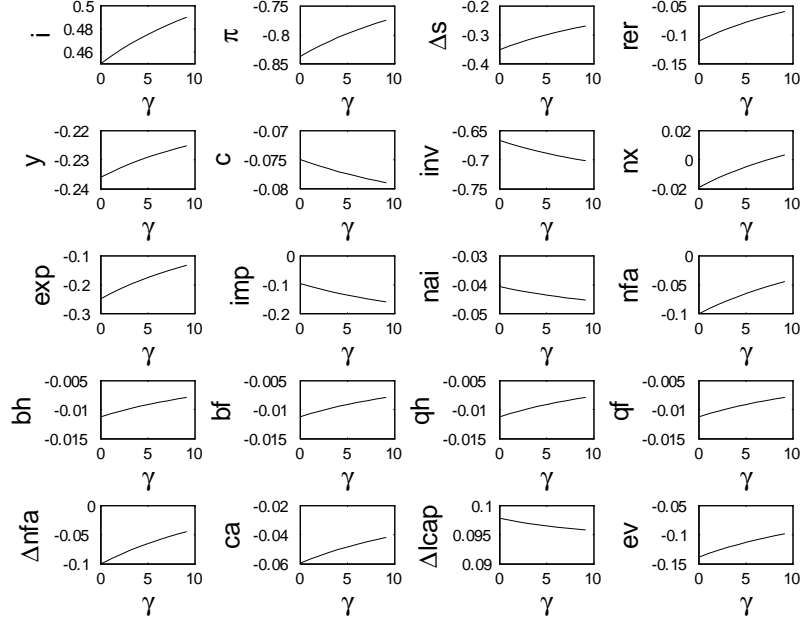 i 0.5 0.48 0.46 0 5 10 γ
π -0.75 -0.8 -0.85 0 5 10 γ
Δs -0.2 -0.3 -0.4 0 5 10 γ
rer -0.05 -0.1 -0.15 0 5 10 γ
y -0.22 -0.23 -0.24 0 5 10 γ
c -0.07 -0.075 -0.08 0 5 10 γ
inv -0.65 -0.7 -0.75 0 5 10 γ
nx 0.02 0 -0.02 0 5 10 γ
exp -0.1 -0.2 -0.3 0 5 10 γ
imp 0 -0.1 -0.2 0 5 10 γ
nai -0.03 -0.04 -0.05 0 5 10 γ
nfa 0 -0.05 -0.1 0 5 10 γ
bh -0.005 -0.01 -0.015 0 5 10 γ
bf -0.005 -0.01 -0.015 0 5 10 γ
qh -0.005 -0.01 -0.015 0 5 10 γ
qf -0.005 -0.01 -0.015 0 5 10 γ
Δnfa 0 -0.05 -0.1 0 5 10 γ
ca -0.02 -0.04 -0.06 0 5 10 γ
Δlcap 0.1 0.095 0.09 0 5 10 γ
ev -0.05 -0.1 -0.15 0 5 10 γ